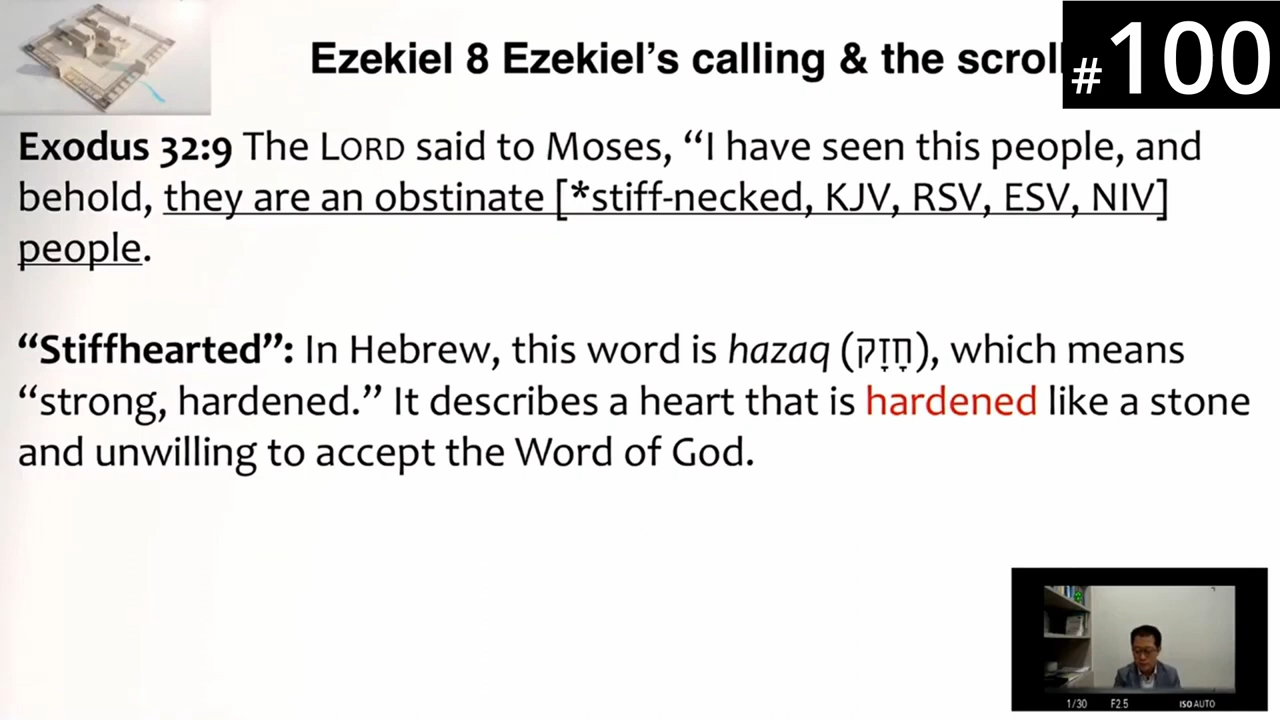 Ezekiel 8 Ezekiel’s calling & the scroll
#100
Exodus 32:9 The LORD said to Moses, “I have seen this people, and
behold, they are an obstinate [*stiff-necked, KJV, RSV, ESV, NIV]
people.
“Stiffhearted”: In Hebrew, this word is hazaq (חָזָק), which means
“strong, hardened.” It describes a heart that is hardened like a stone
and unwilling to accept the Word of God.
1/30 F2.5 ISO AUTO